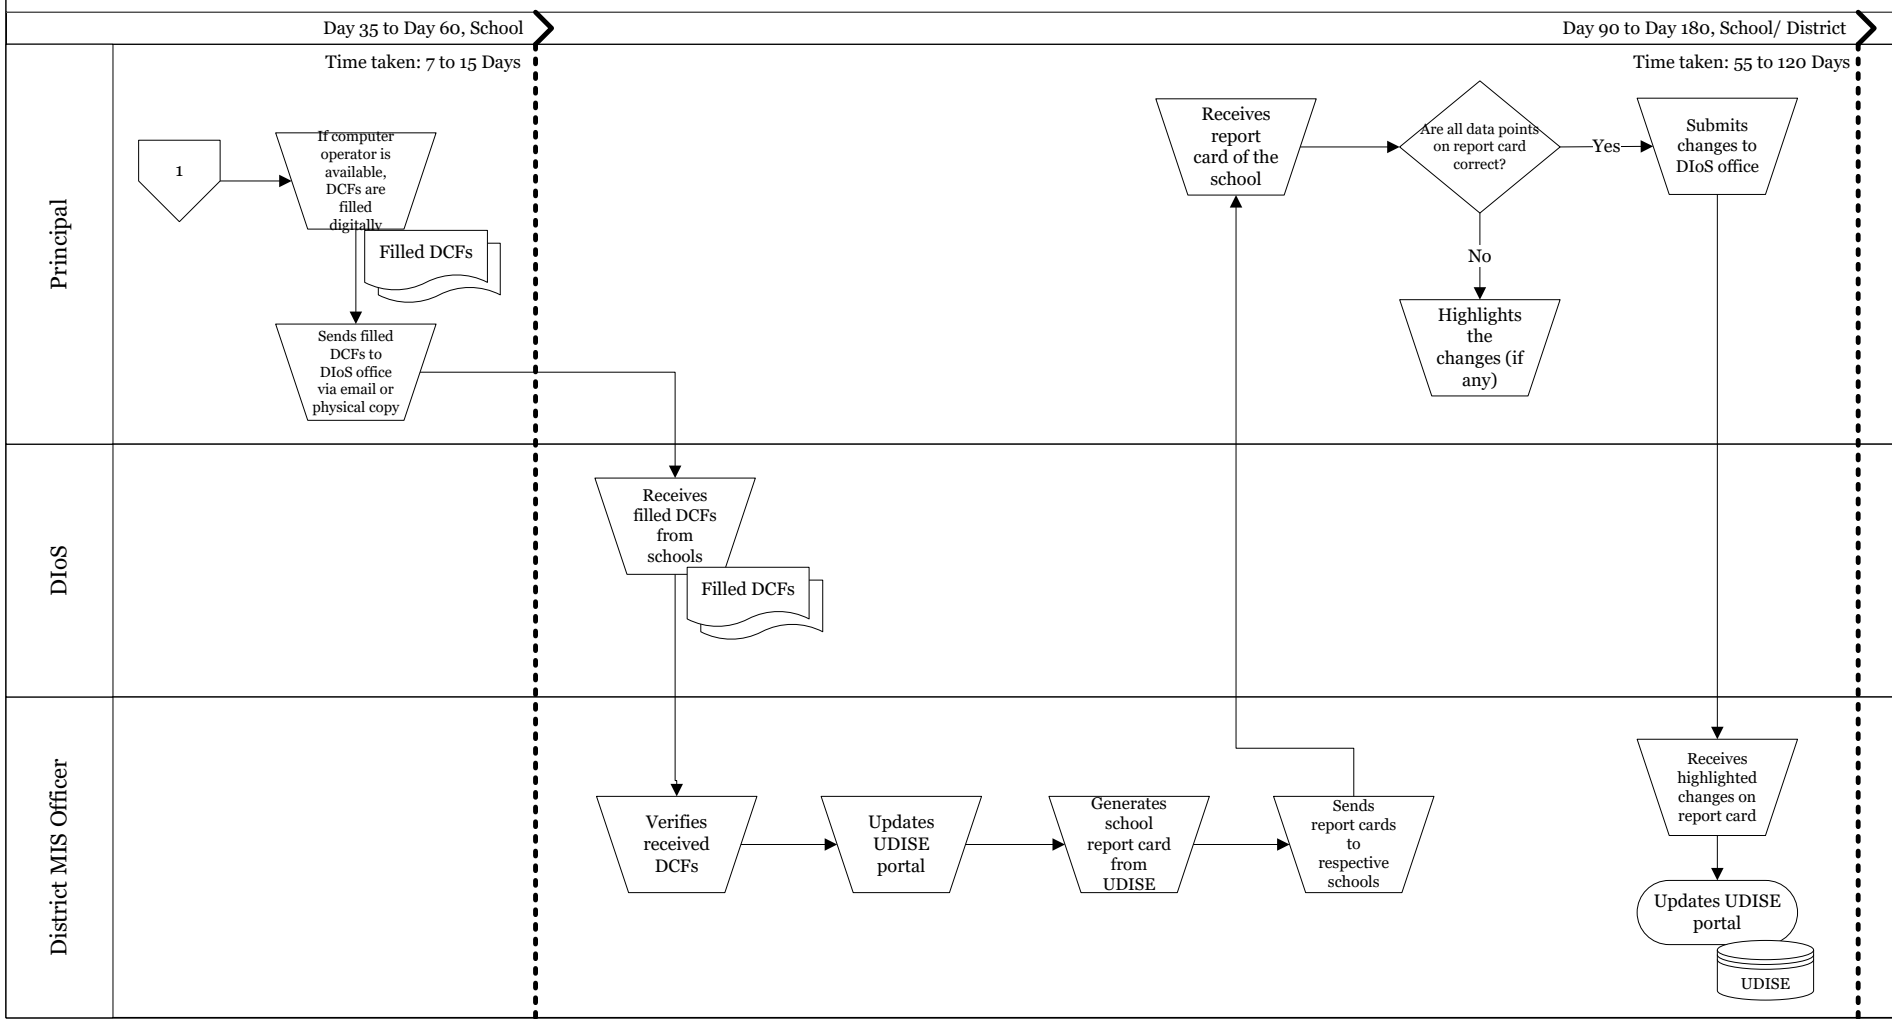 Day 35 to Day 60, School
Day 90 to Day 180, School/ District
Time taken: 7 to 15 Days
Time taken: 55 to 120 Days
Principal
1
If computer
operator is
available,
DCFs are
filled
digitally
Filled DCFs
Sends filled
DCFs to
DIoS office
via email or
physical copy
Receives
report
card of the
school
Are all data points
on report card
correct?
Yes
No
Highlights
the
changes (if
any)
Submits
changes to
DIoS office
DIoS
Receives
filled DCFs
from
schools
Filled DCFs
District MIS Officer
Verifies
received
DCFs
Updates
UDISE
portal
Generates
school
report card
from
UDISE
Sends
report cards
to
respective
schools
Receives
highlighted
changes on
report card
Updates UDISE
portal
UDISE